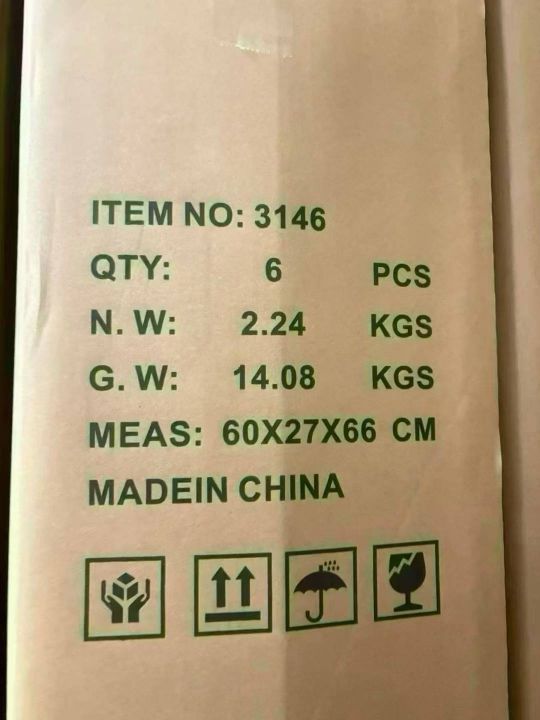 ITEM NO: 3146
QTY: 6 PCS
N. W: 2.24 KGS
G. W: 14.08 KGS
MEAS: 60X27X66 CM
MADEIN CHINA